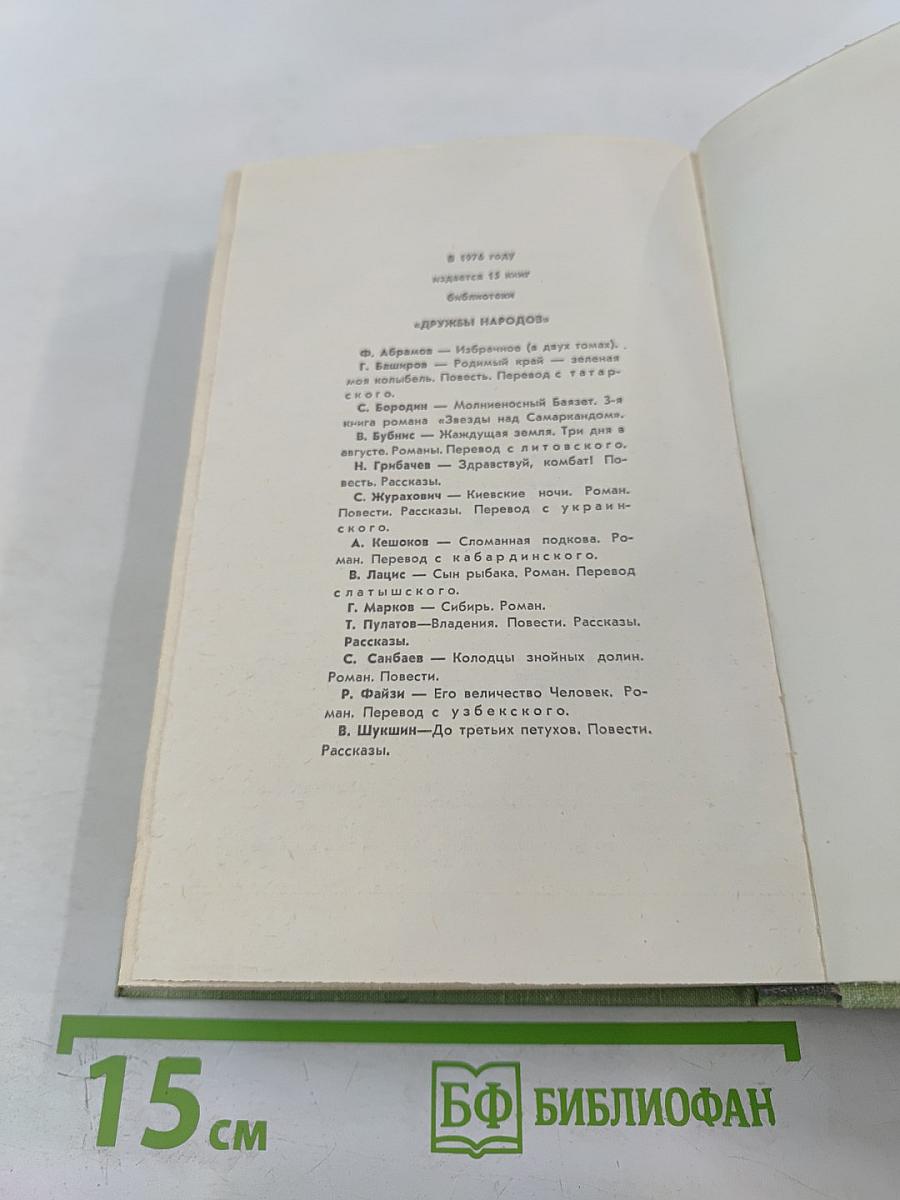 В 1976 году
издается 15 книг
библиотеки
«ДРУЖБЫ НАРОДОВ»
Ф. Абрамов — Избранное (в двух томах).
Г. Баширов — Родимый край — зеленая
моя колыбель. Повесть. Перевод с татар-
ского.
С. Бородин — Молниеносный Баязет. 3-я
книга романа «Звезды над Самаркандом».
В. Бубнис — Жаждущая земля. Три дня в
августе. Романы. Перевод с литовского.
Н. Грибачев — Здравствуй, комбат! По-
весть. Рассказы.
С. Журахович — Киевские ночи. Роман.
Повести. Рассказы. Перевод с украин-
ского.
А. Кешоков — Сломанная подкова. Ро-
ман. Перевод с кабардинского.
В. Лацис — Сын рыбака. Роман. Перевод
с латышского.
Г. Марков — Сибирь. Роман.
Т. Пулатов—Владения. Повести. Рассказы.
Рассказы.
С. Санбаев — Колодцы знойных долин.
Роман. Повести.
Р. Файзи — Его величество Человек. Ро-
ман. Перевод с узбекского.
В. Шукшин—До третьих петухов. Повести.
Рассказы.
15 см
БФ БИБЛИОФАН